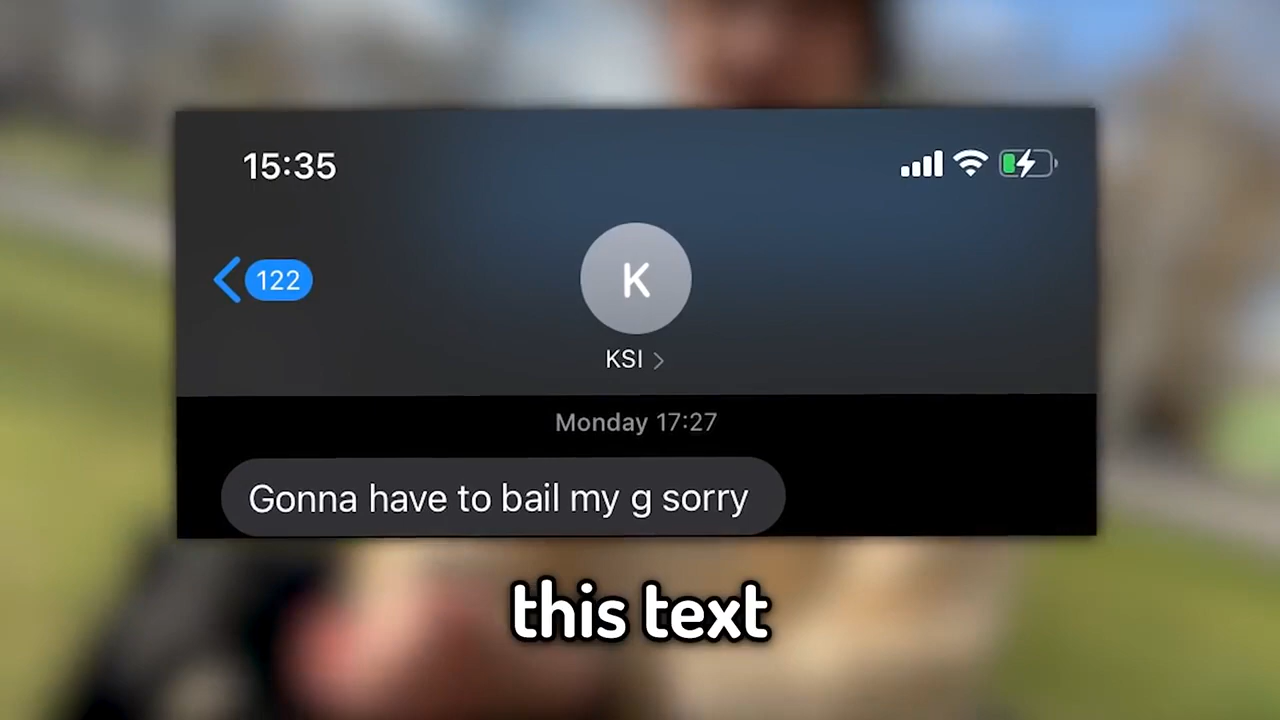 15:35
122
K
KSI >
Monday 17:27
Gonna have to bail my g sorry
this text